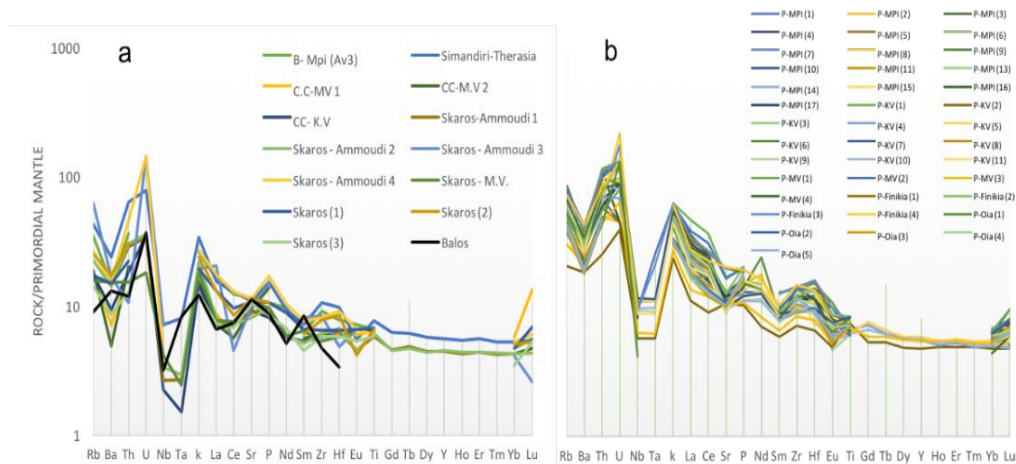 a
B- Mpi (Av3) Simandiri-Therasia
C.C-MV 1 CC-M.V 2
CC- K.V Skaros-Ammoudi 1
Skaros - Ammoudi 2 Skaros - Ammoudi 3
Skaros - Ammoudi 4 Skaros - M.V.
Skaros (1) Skaros (2)
Skaros (3) Balos
ROCK/PRIMORDIAL MANTLE
1000
100
10
1
Rb Ba Th U Nb Ta k La Ce Sr P Nd Sm Zr Hf Eu Ti Gd Tb Dy Y Ho Er Tm Yb Lu
b
P-MPI (1) P-MPI (2) P-MPI (3)
P-MPI (4) P-MPI (5) P-MPI (6)
P-MPI (7) P-MPI (8) P-MPI (9)
P-MPI (10) P-MPI (11) P-MPI (13)
P-MPI (14) P-MPI (15) P-MPI (16)
P-MPI (17) P-KV (1) P-KV (2)
P-KV (3) P-KV (4) P-KV (5)
P-KV (6) P-KV (7) P-KV (8)
P-KV (9) P-KV (10) P-KV (11)
P-MV (1) P-MV (2) P-MV (3)
P-MV (4) P-Finikia (1) P-Finikia (2)
P-Finikia (3) P-Finikia (4) P-Oia (1)
P-Oia (2) P-Oia (3) P-Oia (4)
P-Oia (5)
Rb Ba Th U Nb Ta K La Ce Sr P Nd Sm Zr Hf Eu Ti Gd Tb Dy Y Ho Er Tm Yb Lu